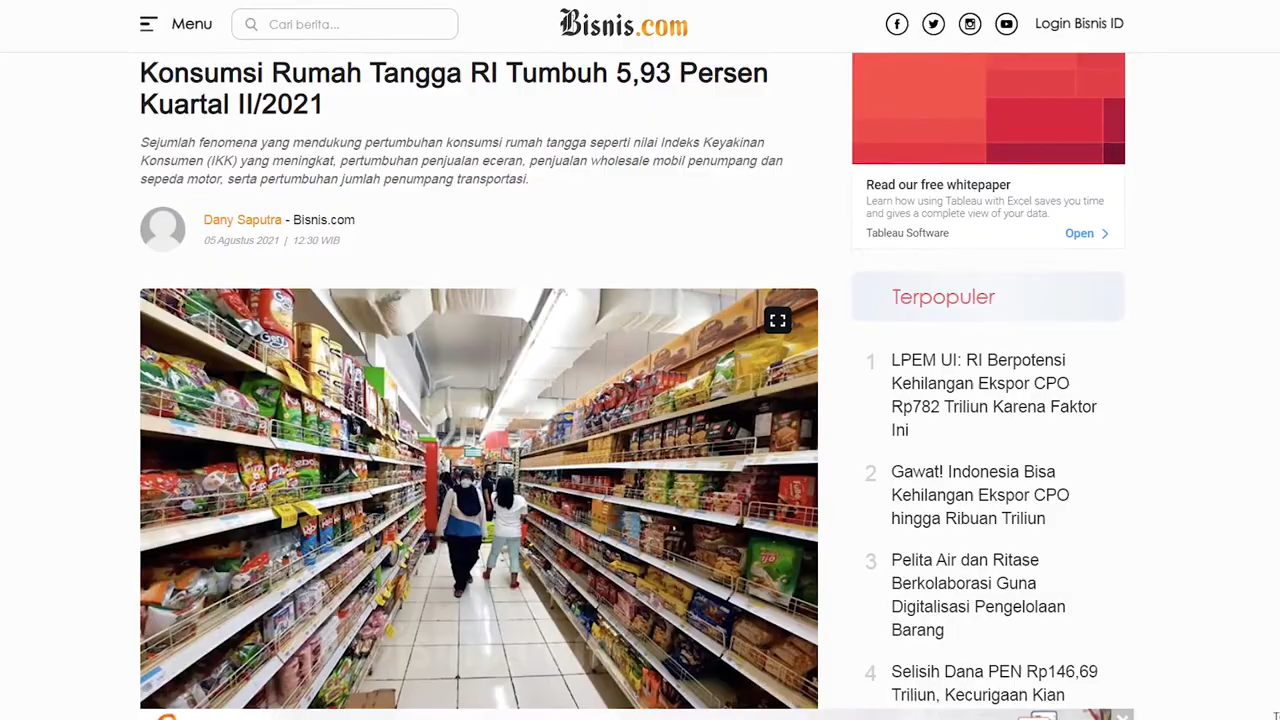 Menu
Cari berita...
Bisnis.com
Login Bisnis ID
Konsumsi Rumah Tangga RI Tumbuh 5,93 Persen
Kuartal II/2021
Sejumlah fenomena yang mendukung pertumbuhan konsumsi rumah tangga seperti nilai Indeks Keyakinan
Konsumen (IKK) yang meningkat, pertumbuhan penjualan eceran, penjualan wholesale mobil penumpang dan
sepeda motor, serta pertumbuhan jumlah penumpang transportasi.
Dany Saputra - Bisnis.com
05 Agustus 2021 | 12:30 WIB
Read our free whitepaper
Learn how using Tableau with Excel saves you time
and gives a complete view of your data.
Tableau Software
Open
Terpopuler
1 LPEM UI: RI Berpotensi
Kehilangan Ekspor CPO
Rp782 Triliun Karena Faktor
Ini
2 Gawat! Indonesia Bisa
Kehilangan Ekspor CPO
hingga Ribuan Triliun
3 Pelita Air dan Ritase
Berkolaborasi Guna
Digitalisasi Pengelolaan
Barang
4 Selisih Dana PEN Rp146,69
Triliun, Kecurigaan Kian